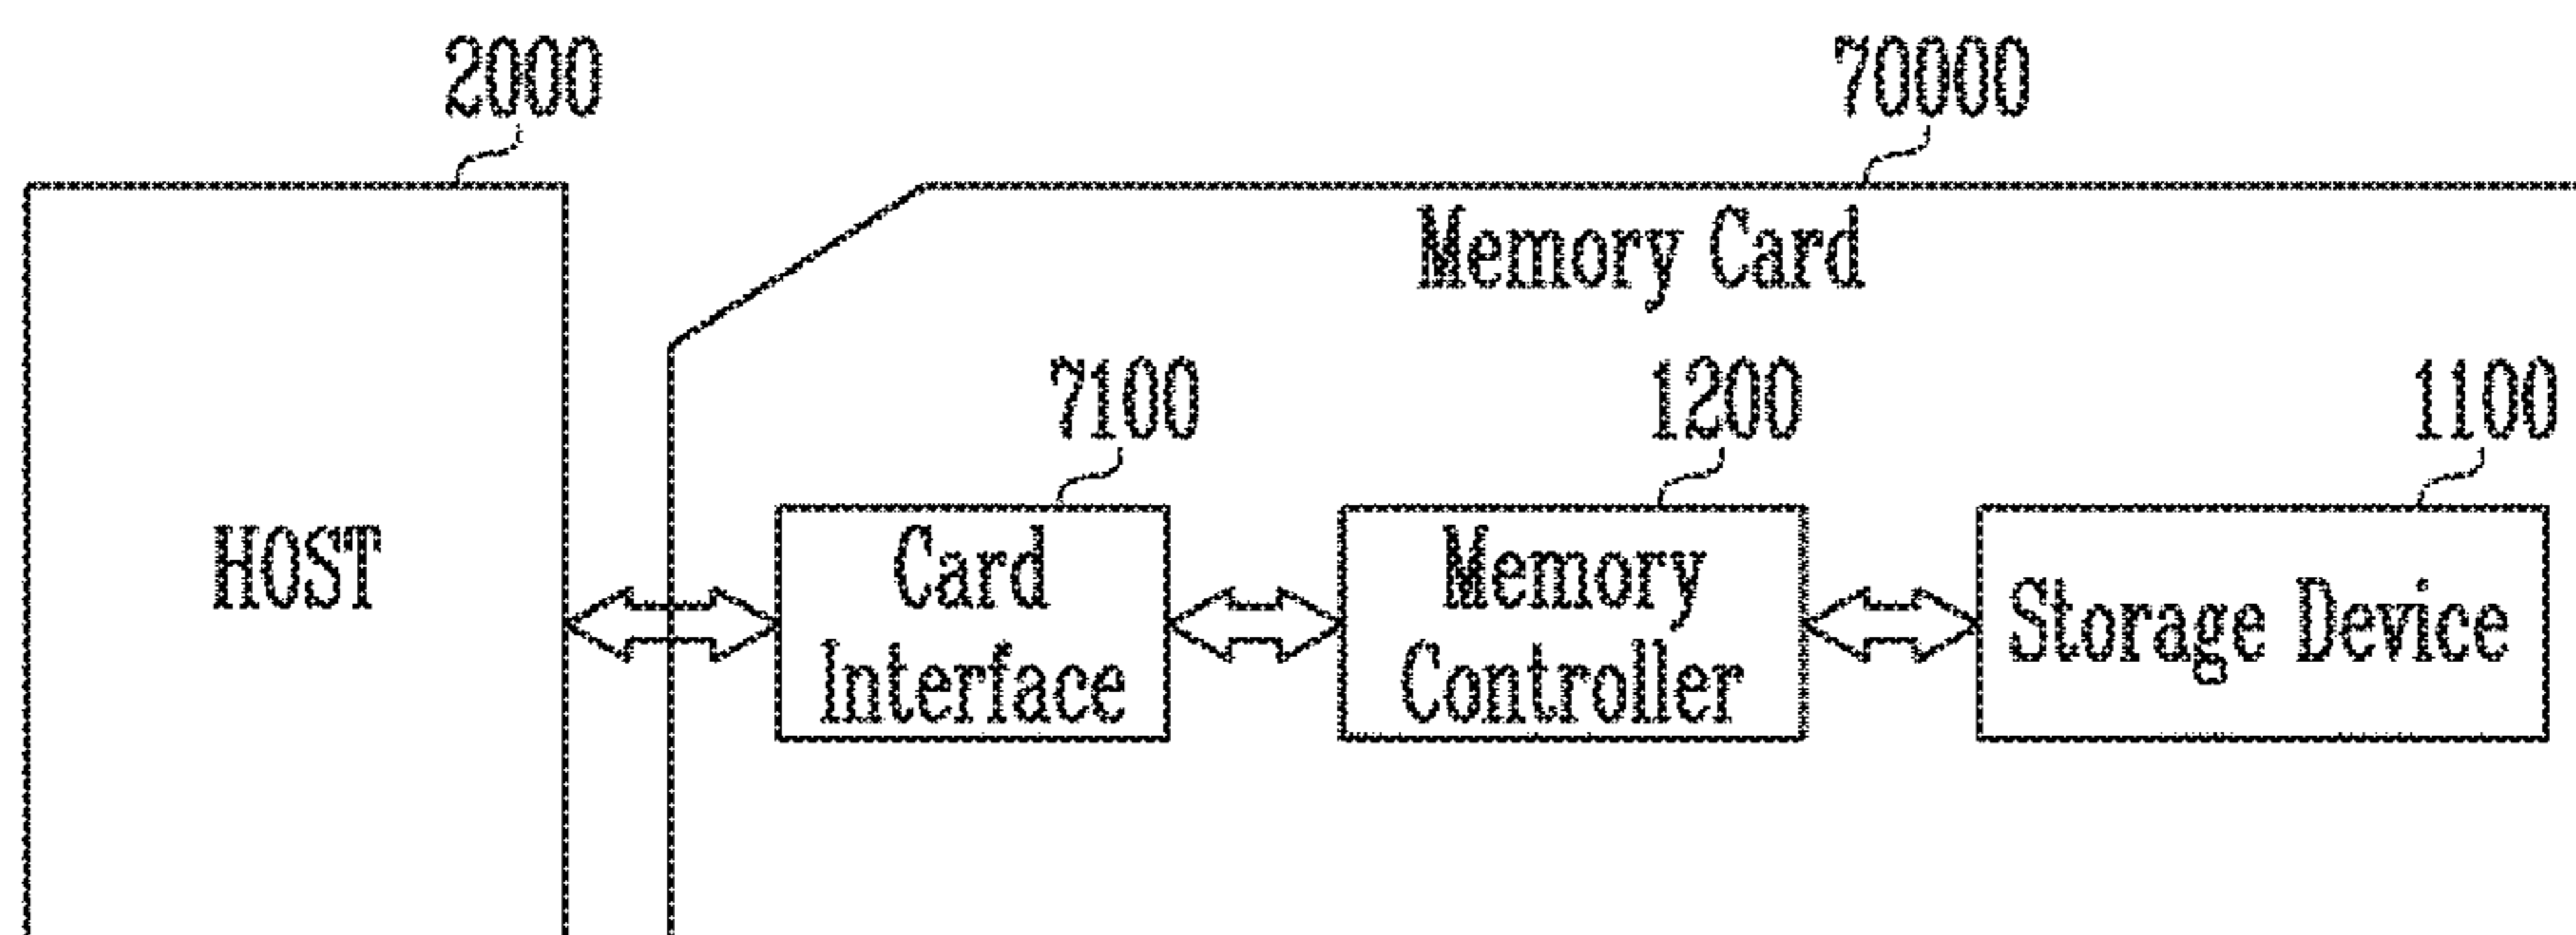 2000
70000
Memory Card
7100
1200
1100
HOST
Card
Interface
Memory
Controller
Storage Device